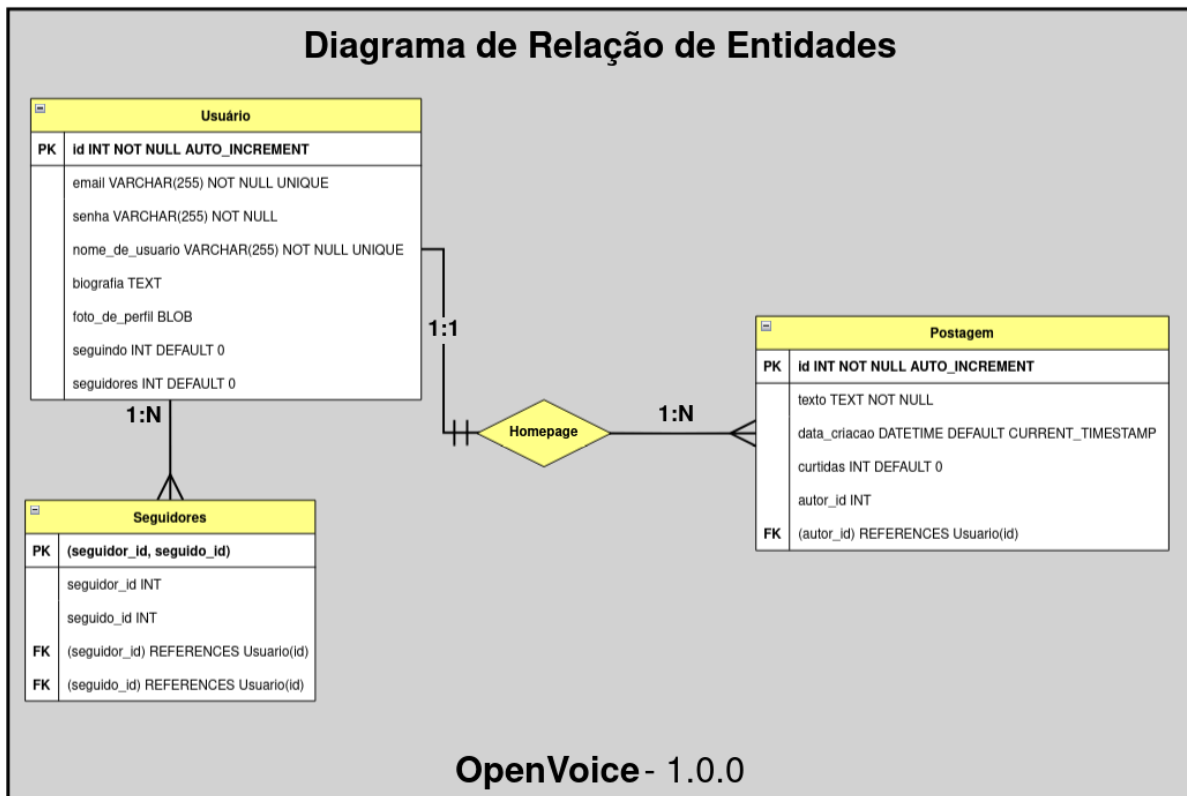 Diagrama de Relação de Entidades
Usuário
PK id INT NOT NULL AUTO_INCREMENT
email VARCHAR(255) NOT NULL UNIQUE
senha VARCHAR(255) NOT NULL
nome_de_usuario VARCHAR(255) NOT NULL UNIQUE
biografia TEXT
foto_de_perfil BLOB
seguindo INT DEFAULT 0
seguidores INT DEFAULT 0
1:N
Seguidores
PK (seguidor_id, seguido_id)
seguidor_id INT
seguido_id INT
FK (seguidor_id) REFERENCES Usuario(id)
FK (seguido_id) REFERENCES Usuario(id)
1:1
Homepage
1:N
Postagem
PK id INT NOT NULL AUTO_INCREMENT
texto TEXT NOT NULL
data_criacao DATETIME DEFAULT CURRENT_TIMESTAMP
curtidas INT DEFAULT 0
autor_id INT
FK (autor_id) REFERENCES Usuario(id)
OpenVoice - 1.0.0